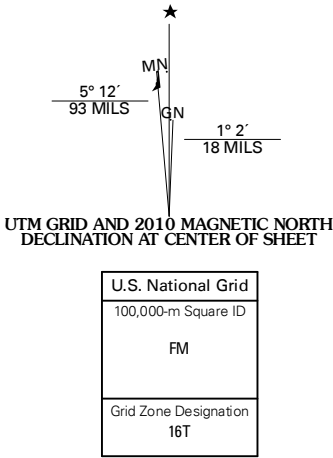 MN
GN
5° 12´
93 MILS
1° 2´
18 MILS
UTM GRID AND 2010 MAGNETIC NORTH
DECLINATION AT CENTER OF SHEET
U.S. National Grid
100,000-m Square ID
FM
Grid Zone Designation
16T